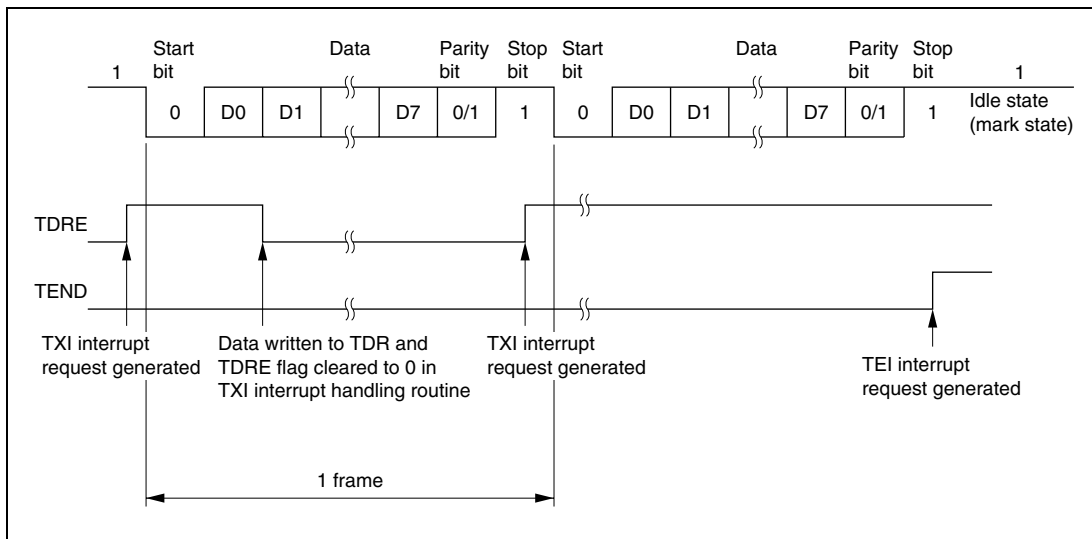 Start bit
Data
Parity bit
Stop bit
Start bit
Data
Parity bit
Stop bit
1
1
0
D0
D1
D7
0/1
1
0
D0
D1
D7
0/1
1
Idle state
(mark state)
TDRE
TEND
TXI interrupt
request generated
Data written to TDR and
TDRE flag cleared to 0 in
TXI interrupt handling routine
TXI interrupt
request generated
TEI interrupt
request generated
1 frame